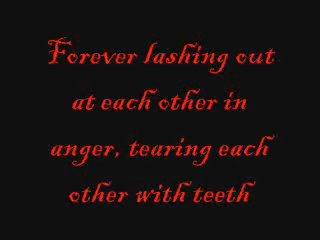 Forever lashing out
at each other in
anger, tearing each
other with teeth